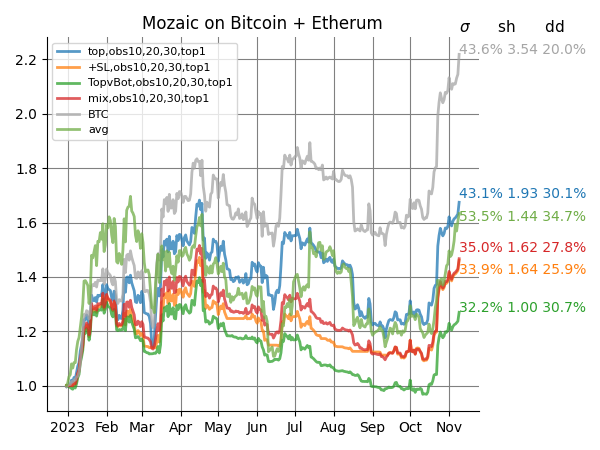 Mozaic on Bitcoin + Etherum
σ sh dd
top,obs10,20,30,top1
+SL,obs10,20,30,top1
TopvBot,obs10,20,30,top1
mix,obs10,20,30,top1
BTC
avg
43.6% 3.54 20.0%
43.1% 1.93 30.1%
53.5% 1.44 34.7%
35.0% 1.62 27.8%
33.9% 1.64 25.9%
32.2% 1.00 30.7%
2.2
2.0
1.8
1.6
1.4
1.2
1.0
2023 Feb Mar Apr May Jun Jul Aug Sep Oct Nov